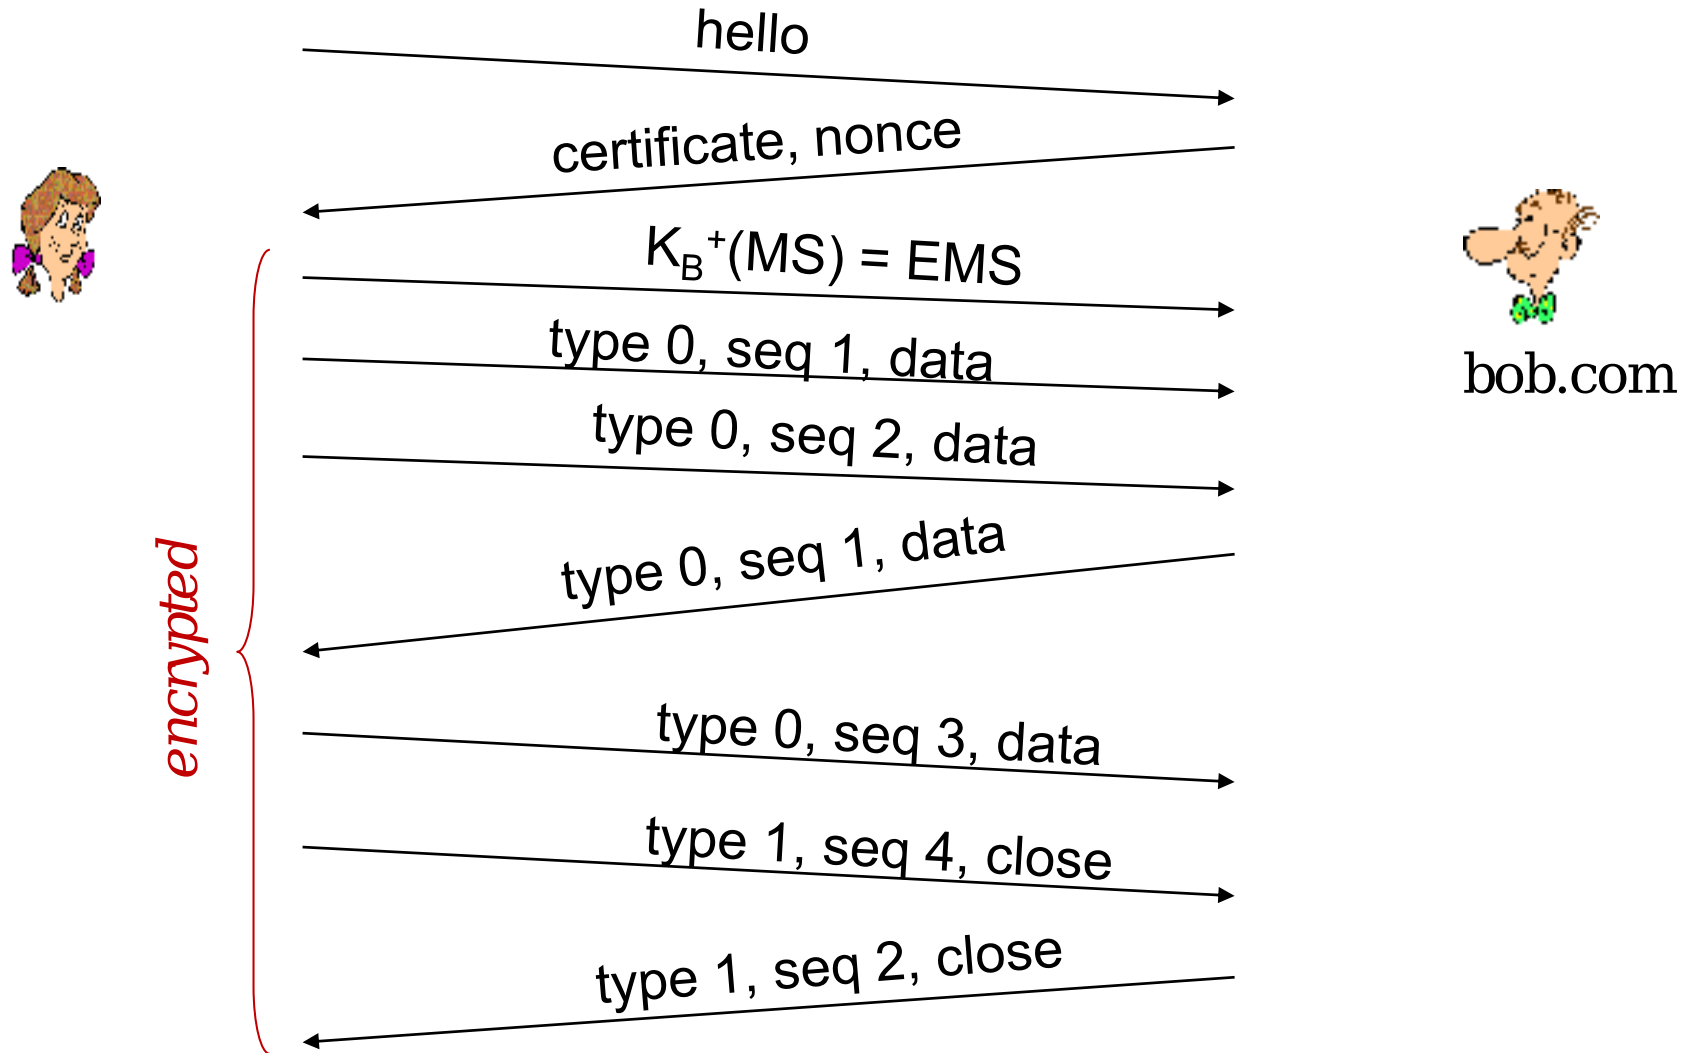 hello
certificate, nonce
K_B^+(MS) = EMS
type 0, seq 1, data
bob.com
type 0, seq 2, data
type 0, seq 1, data
encrypted
type 0, seq 3, data
type 1, seq 4, close
type 1, seq 2, close